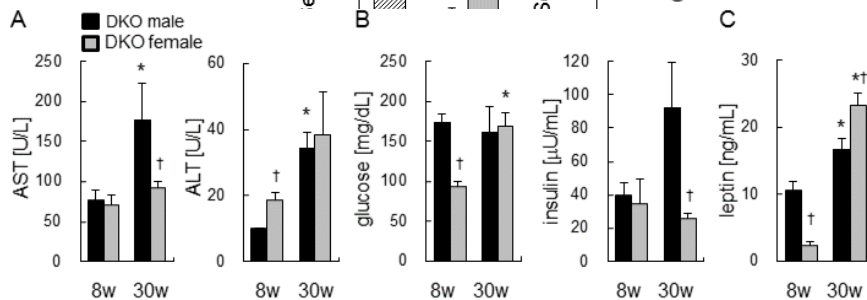 A
DKO male
DKO female
B
C
AST [U/L]
250
200
150
100
50
0
*
†
8w
30w
ALT [U/L]
60
40
20
0
†
*
8w
30w
glucose [mg/dL]
250
200
150
100
50
0
†
*
8w
30w
insulin [µU/mL]
140
120
100
80
60
40
20
0
†
8w
30w
leptin [ng/mL]
30
20
10
0
†
*
*†
8w
30w